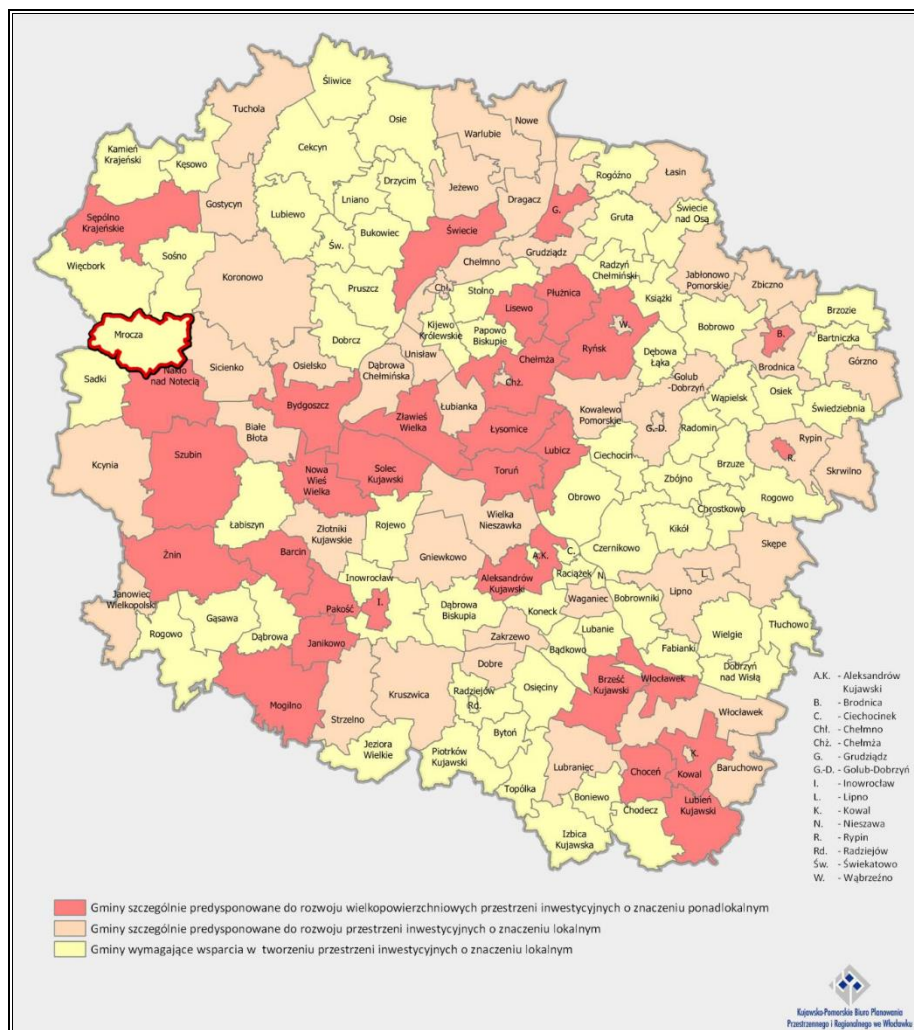 Śliwice
Tuchola
Osie
Nowe
Warlubie
Kamień
Krajeński
Kęsowo
Cekcyn
Rogóźno
Łasin
Drzycim
Jeżewo
Dragacz
Gostycyn
Lniano
Lubiewo
G.
Gruta
Świecie
nad Osą
Sępólno
Krajeńskie
Bukowiec
Świecie
Św.
Sośno
Grudziądz
Chełmno
Więcbork
Koronowo
Radzyń
Chełmiński
Jabłonowo
Pomorskie
Zbiczno
Pruszcz
Chł.
Stolno
Płużnica
Książki
Lisewo
Brzozie
Mrocza
Kijewo
Królewskie
Papowo
Biskupie
W.
Bobrowo
B.
Bartniczka
Dobrcz
Ryńsk
Unisław
Dębowa
Łąka
Brodnica
Górzno
Nakło
nad Notecią
Sicienko
Osielsko
Dąbrowa
Chełmińska
Chełmża
Golub
-Dobrzyń
Sadki
Chż.
Osiek
Wąpielsk
Bydgoszcz
Łubianka
Kowalewo
Pomorskie
Świedziebnia
Zławieś
Wielka
Łysomice
G.-D.
Radomin
Rypin
Białe
Błota
Ciechocin
R.
Kcynia
Szubin
Solec
Kujawski
Toruń
Lubicz
Brzuze
Skrwilno
Nowa
Wieś
Wielka
Zbójno
Obrowo
Rogowo
Chrostkowo
Łabiszyn
Rojewo
Wielka
Nieszawka
Złotniki
Kujawskie
Kikół
Skępe
Czernikowo
Gniewkowo
Żnin
Barcin
A.K.
C.
Inowrocław
Raciążek
N.
L.
Aleksandrów
Kujawski
Janowiec
Wielkopolski
Lipno
Waganiec
Bobrowniki
Pakość
I.
Dąbrowa
Biskupia
Koneck
Gąsawa
Rogowo
Dąbrowa
Janikowo
Zakrzewo
Lubanie
Tłuchowo
Wielgie
Bądkowo
Fabianki
Dobre
Dobrzyń
nad Wisłą
Mogilno
Kruszwica
Radziejów
Rd.
Osięciny
Brześć
Kujawski
Włocławek
Strzelno
Włocławek
Bytoń
Jeziora
Wielkie
Piotrków
Kujawski
Lubraniec
K.
Choceń
Kowal
Baruchowo
Topólka
Boniewo
Lubień
Kujawski
Chodecz
Izbica
Kujawska
A.K. - Aleksandrów
Kujawski
B. - Brodnica
C. - Ciechocinek
Chł. - Chełmno
Chż. - Chełmża
G. - Grudziądz
G.-D. - Golub-Dobrzyń
I. - Inowrocław
L. - Lipno
K. - Kowal
N. - Nieszawa
R. - Rypin
Rd. - Radziejów
Św. - Świekatowo
W. - Wąbrzeźno
Gminy szczególnie predysponowane do rozwoju wielkopowierzchniowych przestrzeni inwestycyjnych o znaczeniu ponadlokalnym
Gminy szczególnie predysponowane do rozwoju przestrzeni inwestycyjnych o znaczeniu lokalnym
Gminy wymagające wsparcia w tworzeniu przestrzeni inwestycyjnych o znaczeniu lokalnym
Kujawsko-Pomorskie Biuro Planowania
Przestrzennego i Regionalnego we Włocławku